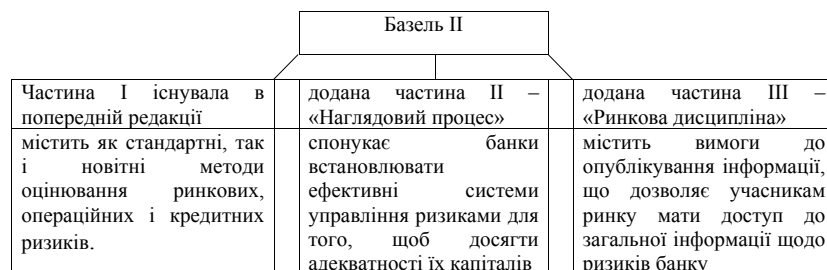 Базель II
Частина I існувала в
попередній редакції
містить як стандартні, так
і новітні методи
оцінювання ринкових,
операційних і кредитних
ризиків.
додана частина II –
«Наглядовий процес»
спонукає банки
встановлювати
ефективні системи
управління ризиками для
того, щоб досягти
адекватності їх капіталів
додана частина III –
«Ринкова дисципліна»
містить вимоги до
опублікування інформації,
що дозволяє учасникам
ринку мати доступ до
загальної інформації щодо
ризиків банку